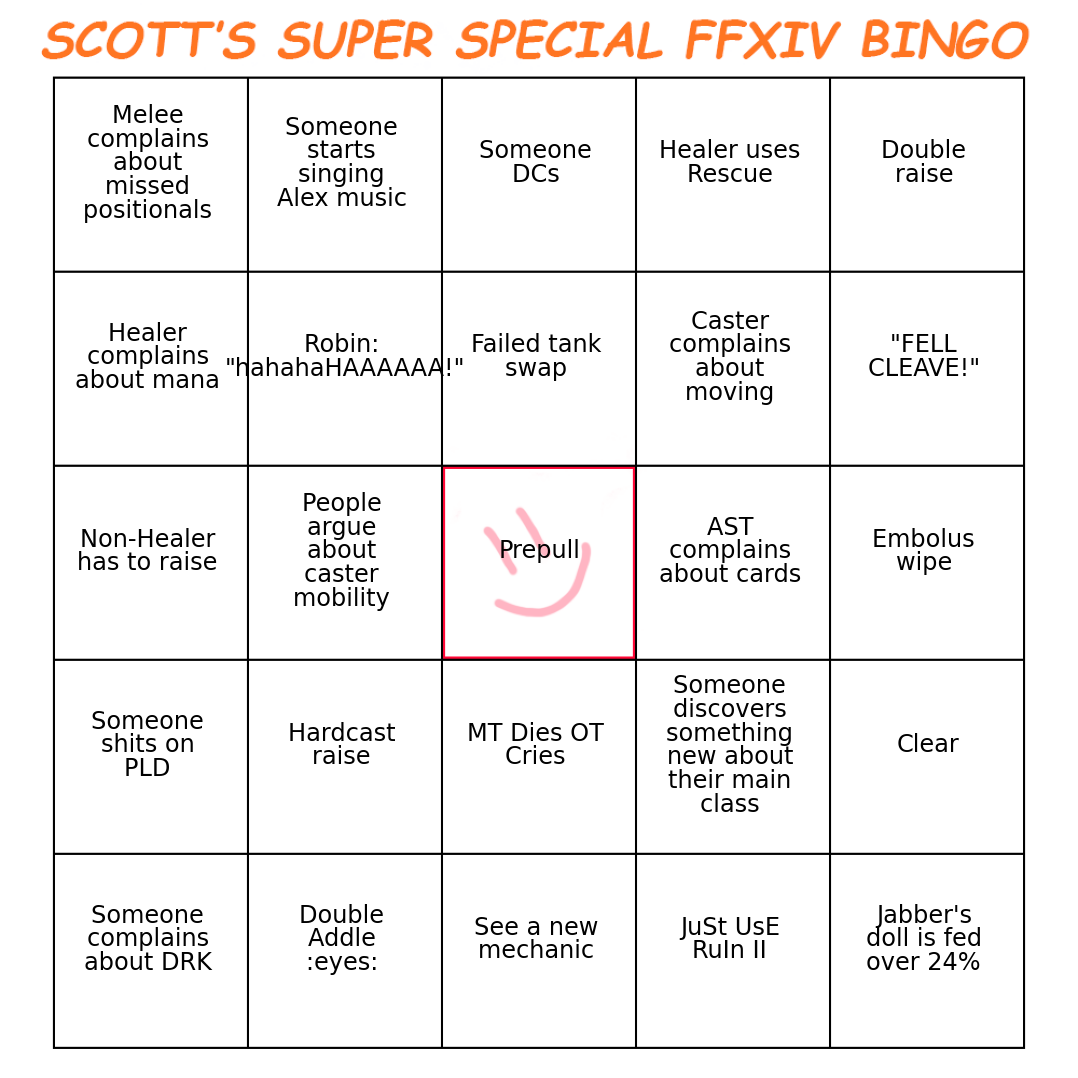 SCOTT'S SUPER SPECIAL FFXIV BINGO
Melee
complains
about
missed
positionals
Someone
starts
singing
Alex music
Someone
DCs
Healer uses
Rescue
Double
raise
Healer
complains
about mana
Robin:
"hahahaHAAAAAA!"
Failed tank
swap
Caster
complains
about
moving
"FELL
CLEAVE!"
Non-Healer
has to raise
People
argue
about
caster
mobility
Prepull
AST
complains
about cards
Embolus
wipe
Someone
shits on
PLD
Hardcast
raise
MT Dies OT
Cries
Someone
discovers
something
new about
their main
class
Clear
Someone
complains
about DRK
Double
Addle
:eyes:
See a new
mechanic
JuSt UsE
RuIn II
Jabber's
doll is fed
over 24%